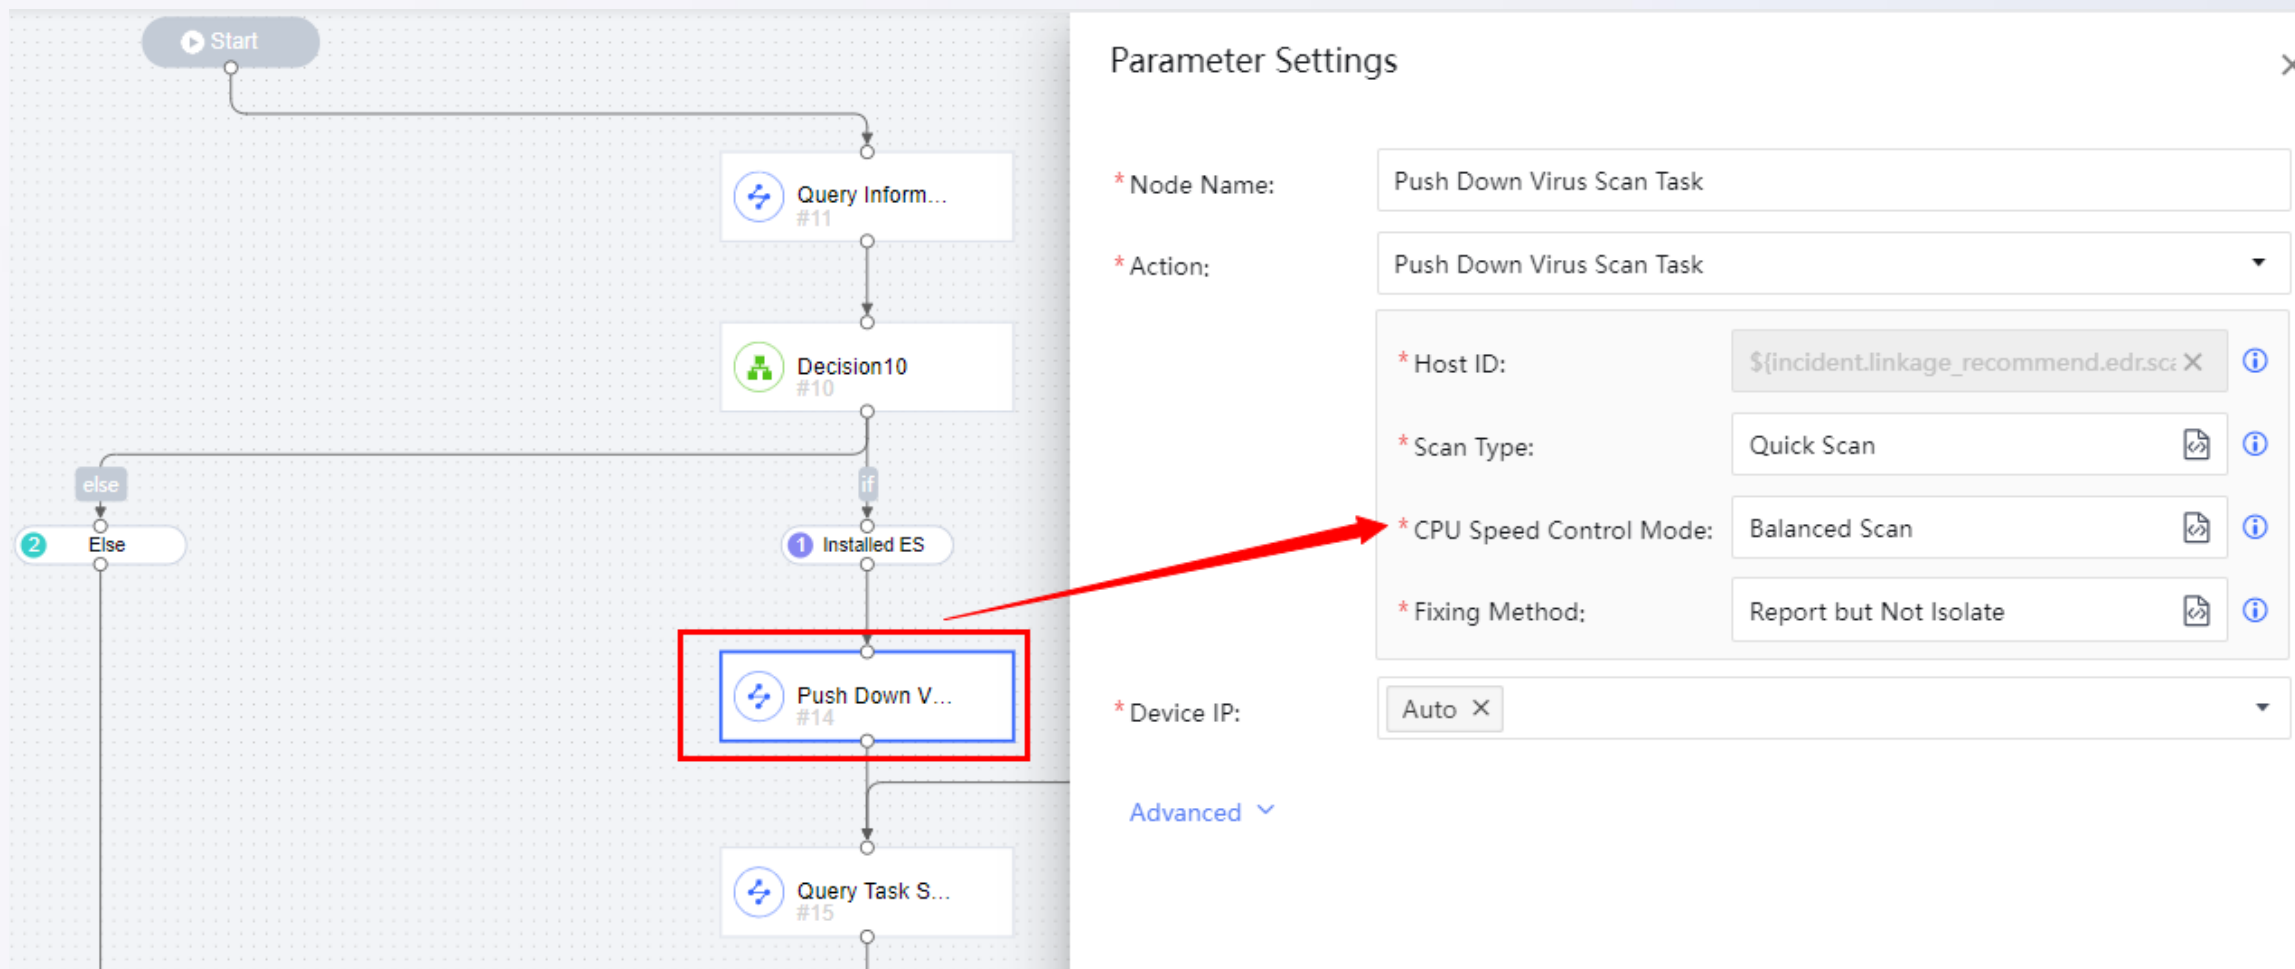 Start
Query Inform...
#11
Decision10
#10
else
if
2 Else
1 Installed ES
Push Down V...
#14
Query Task S...
#15
Parameter Settings
* Node Name: Push Down Virus Scan Task
* Action: Push Down Virus Scan Task
* Host ID: ${incident.linkage_recommend.edr.sca
* Scan Type: Quick Scan
* CPU Speed Control Mode: Balanced Scan
* Fixing Method: Report but Not Isolate
* Device IP: Auto
Advanced